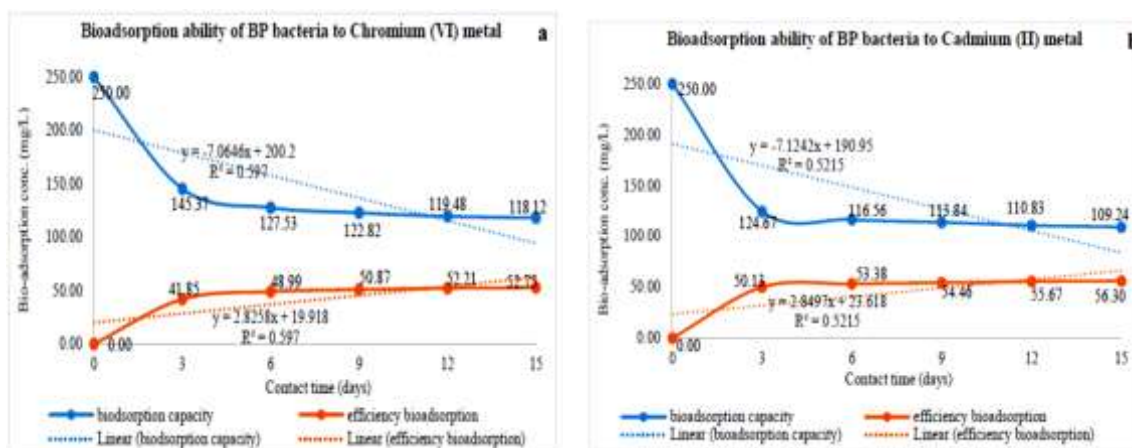 Bioadsorption ability of BP bacteria to Chromium (VI) metal
a
Bio-adsorption conc. (mg/L)
250.00
200.00
150.00
100.00
50.00
0.00
250.00
145.37
127.53
122.82
119.48
118.12
y = -7.0646x + 200.2
R² = 0.597
0.00
41.85
48.99
50.87
52.21
52.75
y = 2.8258x + 19.918
R² = 0.597
0
3
6
9
12
15
Contact time (days)
biodsorption capacity
efficiency bioadsorption
Linear (biodsorption capacity)
Linear (efficiency bioadsorption)
Bioadsorption ability of BP bacteria to Cadmium (II) metal
Bio-adsorption conc. (mg/L)
250.00
200.00
150.00
100.00
50.00
0.00
250.00
124.67
116.56
113.84
110.83
109.24
y = -7.1242x + 190.95
R² = 0.5215
0.00
50.13
53.38
54.46
55.67
56.30
y = 2.8497x + 23.618
R² = 0.5215
0
3
6
9
12
15
Contact time (days)
bioadsorption capacity
efficiency bioadsorption
Linear (bioadsorption capacity)
Linear (efficiency bioadsorption)